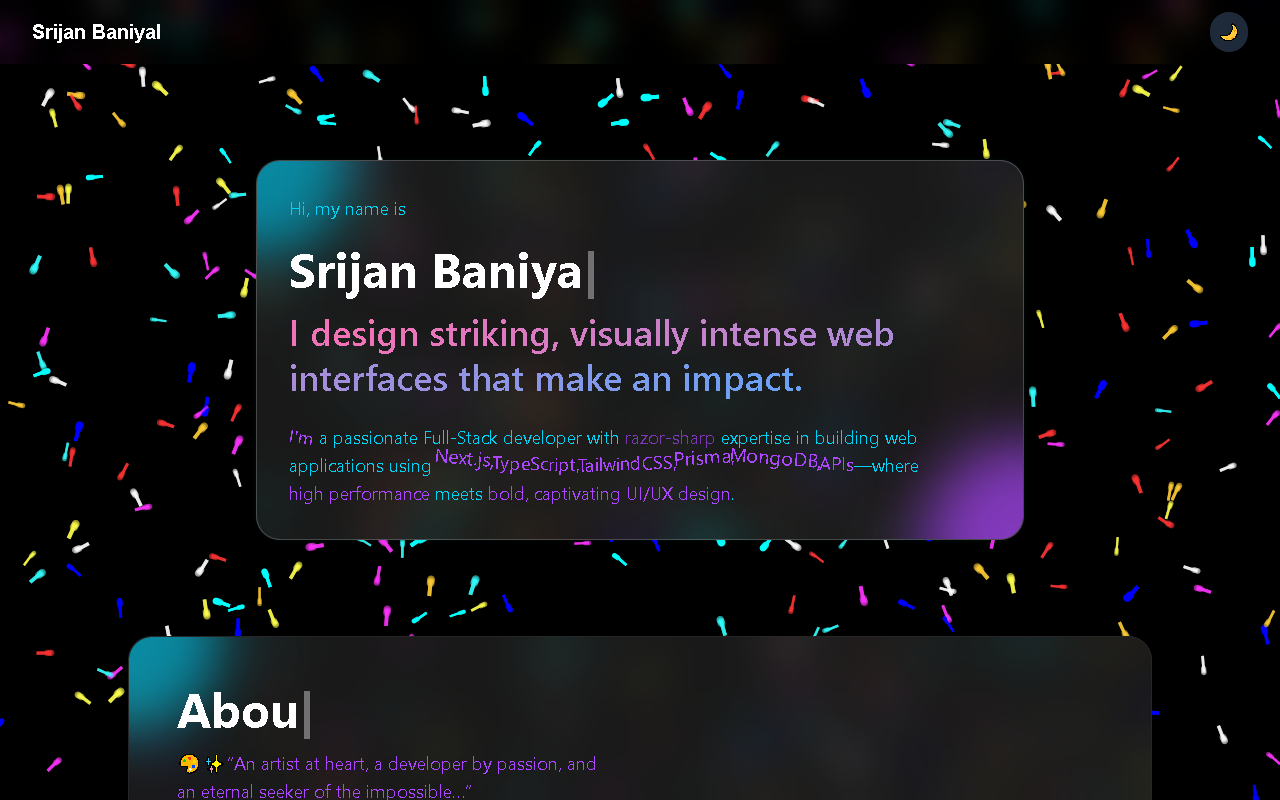 Srijan Baniyal
Hi, my name is
Srijan Baniya
I design striking, visually intense web
interfaces that make an impact.
I'm a passionate Full-Stack developer with razor-sharp expertise in building web
applications using Next.js,TypeScript,TailwindCSS,Prisma,MongoDB,APIs—where
high performance meets bold, captivating UI/UX design.
Abou
🎨 ✨ “An artist at heart, a developer by passion, and
an eternal seeker of the impossible...”